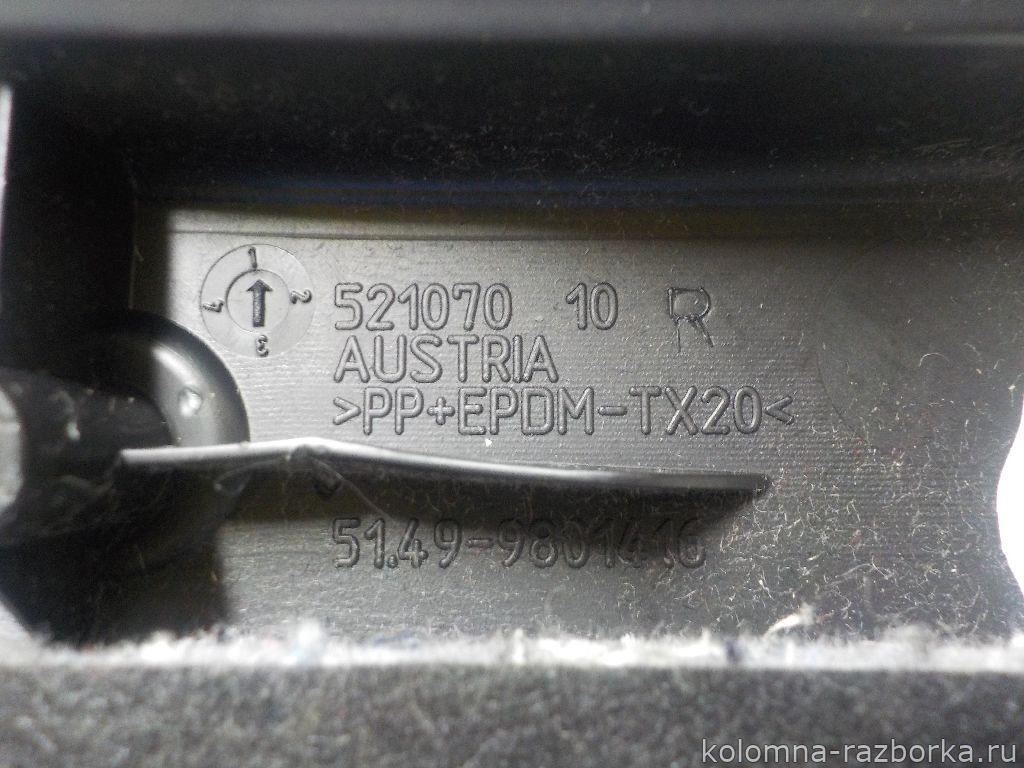 1
2
3
4
521070 10 R
AUSTRIA
>PP+EPDM-TX20<
51.49-9801416
kolomna-razborka.ru